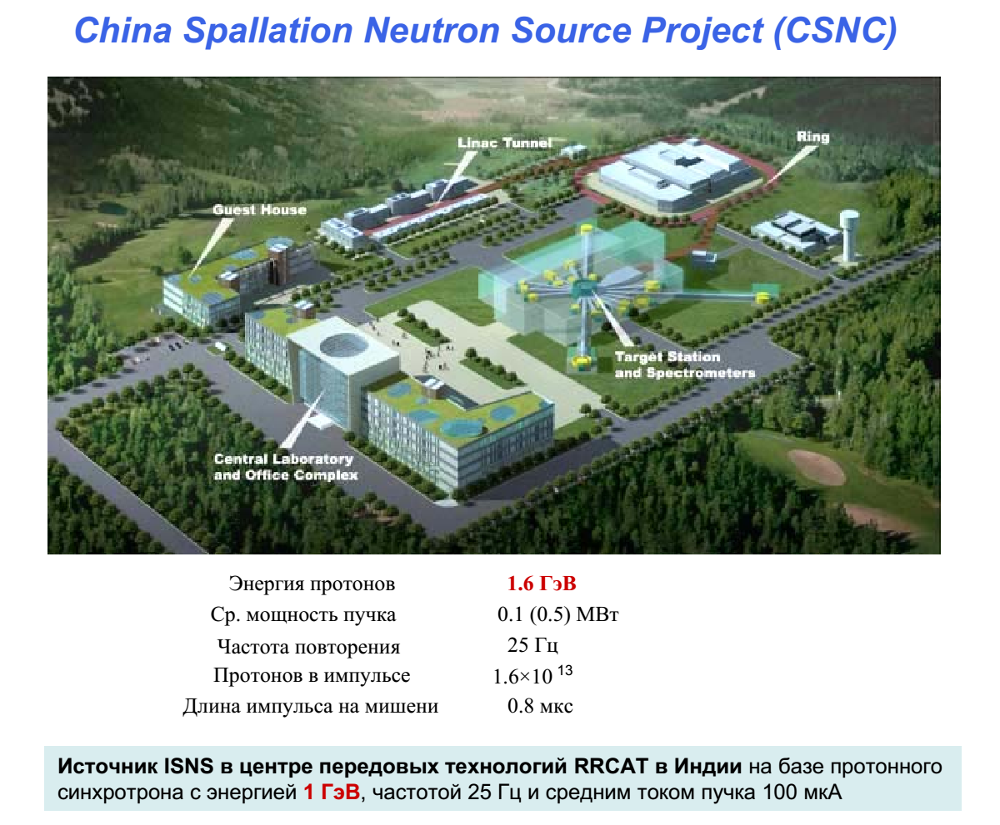 China Spallation Neutron Source Project (CSNC)
Linac Tunnel
Ring
Guest House
Target Station
and Spectrometers
Central Laboratory
and Office Complex
Энергия протонов 1.6 ГэВ
Ср. мощность пучка 0.1 (0.5) МВт
Частота повторения 25 Гц
Протонов в импульсе 1.6×10 13
Длина импульса на мишени 0.8 мкс
Источник ISNS в центре передовых технологий RRCAT в Индии на базе протонного
синхротрона с энергией 1 ГэВ, частотой 25 Гц и средним током пучка 100 мкА